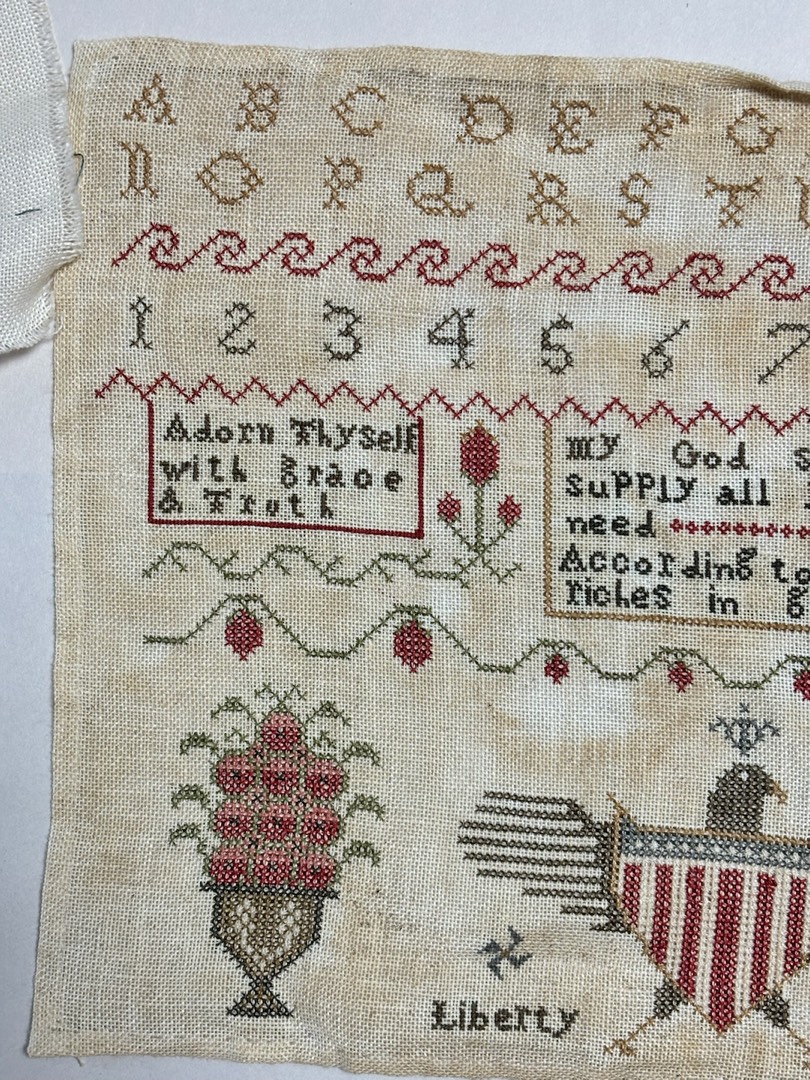 A B C D E F G
N O P Q R S T
1 2 3 4 5 6 7
Adorn Thyself
with grace
& Truth
my God
supply all
need
According to
riches in
Liberty